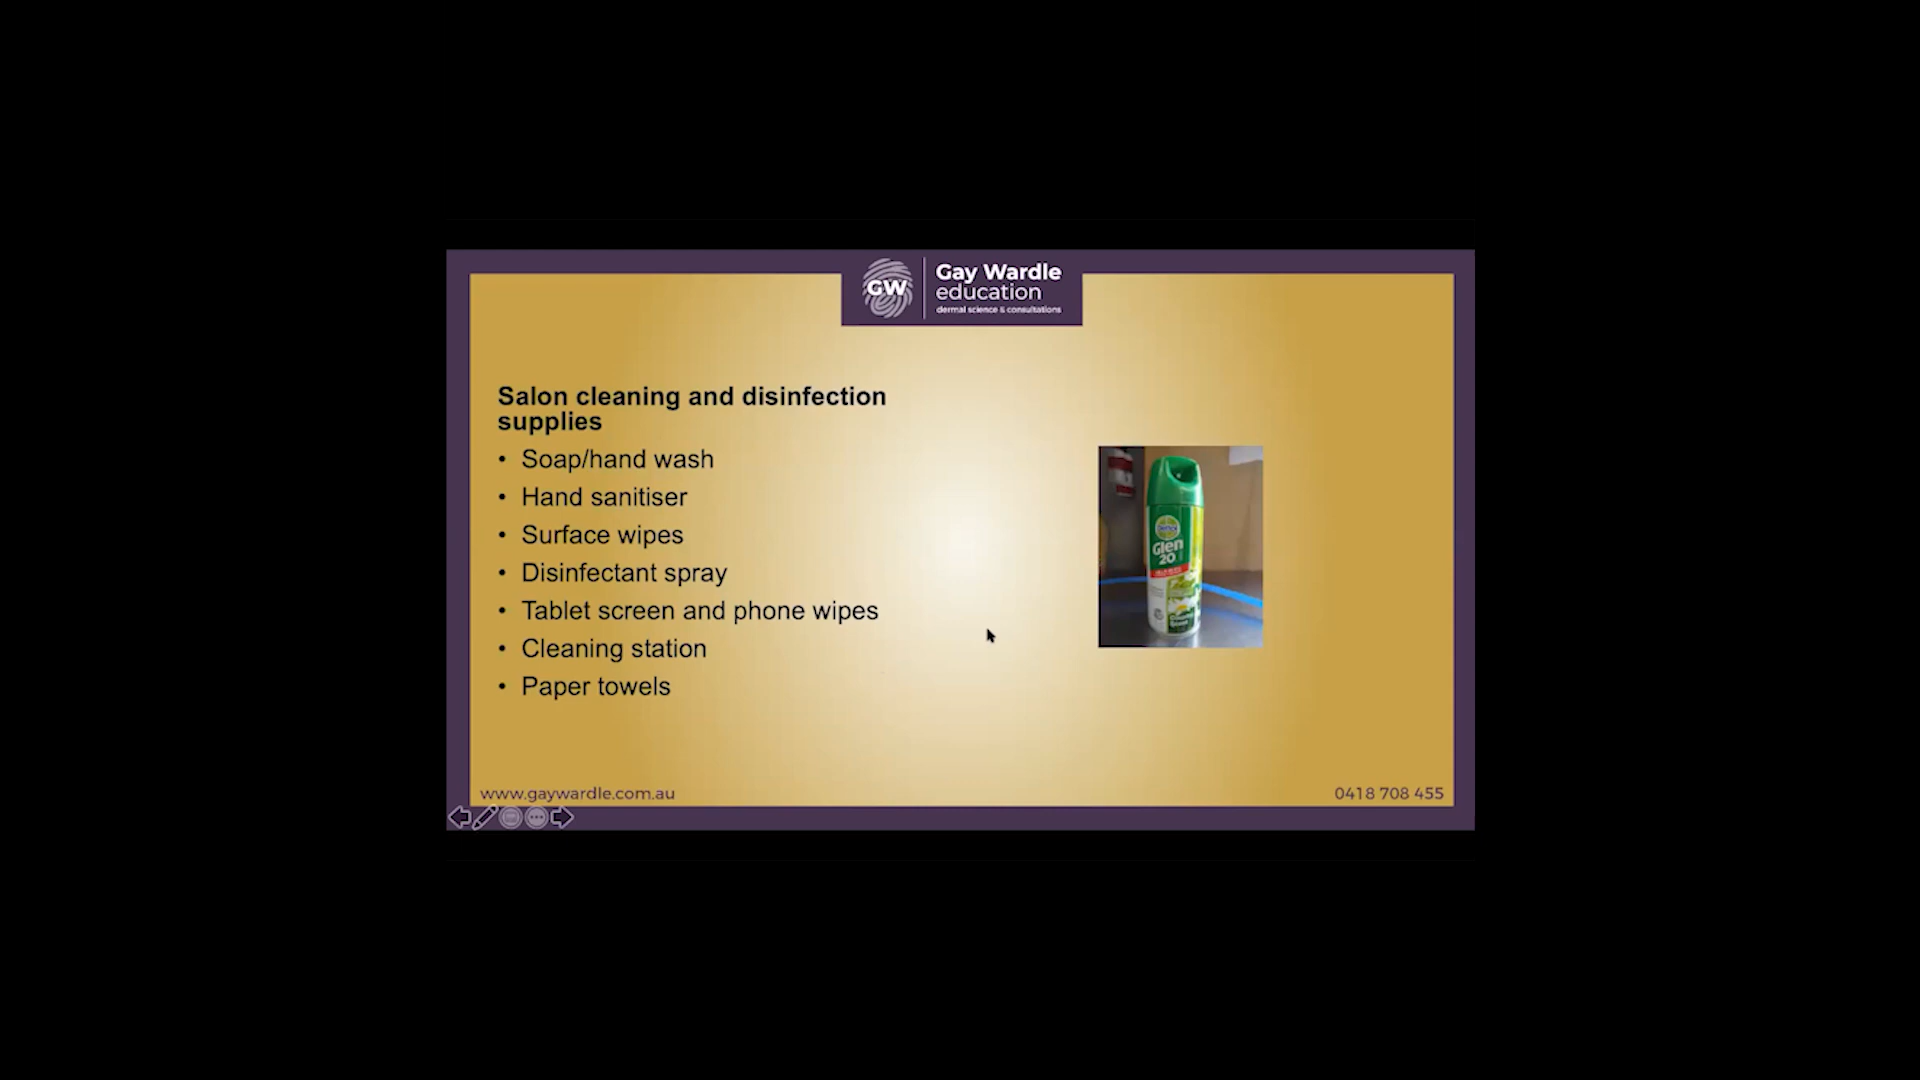 GW
Gay Wardle
education
dermal science & consultations
Salon cleaning and disinfection
supplies
• Soap/hand wash
• Hand sanitiser
• Surface wipes
• Disinfectant spray
• Tablet screen and phone wipes
• Cleaning station
• Paper towels
Dettol
Glen
20
www.gaywardle.com.au
0418 708 455